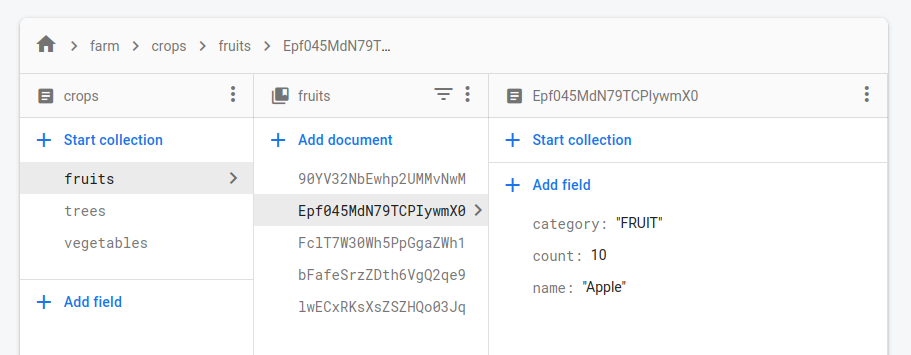 farm > crops > fruits > Epf045MdN79T...
crops
Start collection
fruits
trees
vegetables
Add field
fruits
Add document
90YV32NbEwhp2UMMvNwM
Epf045MdN79TCPIywmX0
FclT7W30Wh5PpGgaZWh1
bFafeSrzZDth6VgQ2qe9
lwECxRKsXsZSZHQo03Jq
Epf045MdN79TCPIywmX0
Start collection
Add field
category: "FRUIT"
count: 10
name: "Apple"